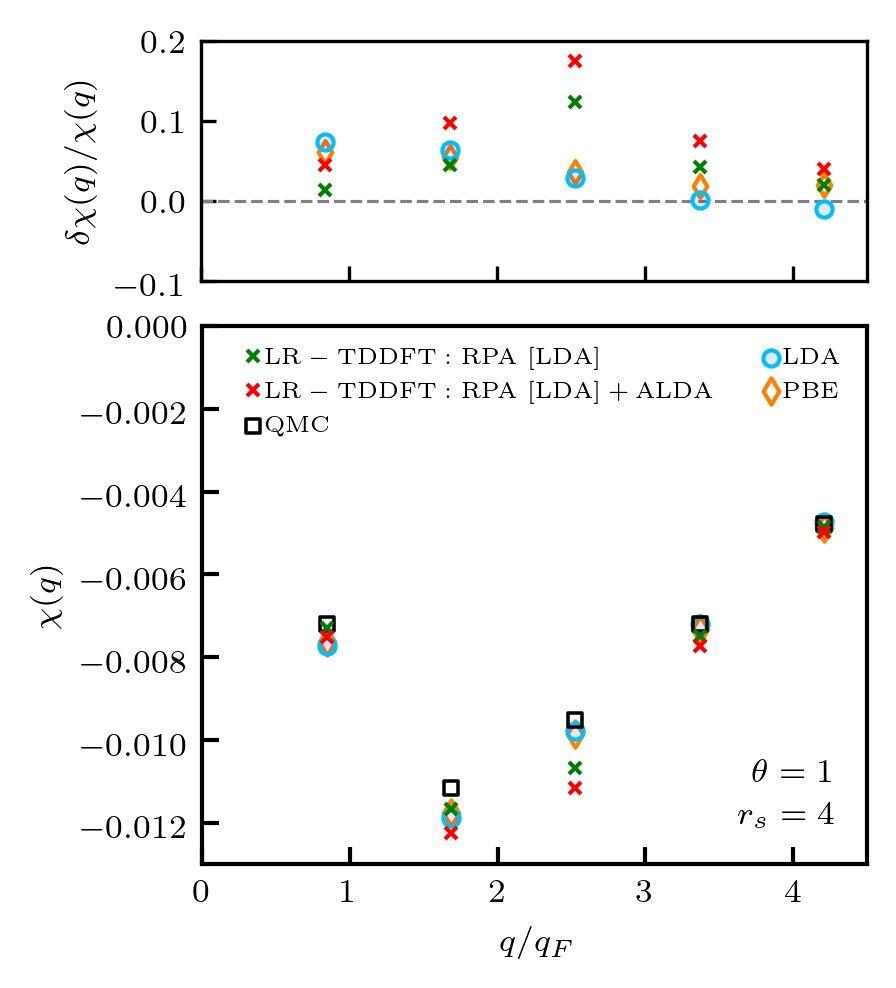 0.2
0.1
0.0
−0.1
δχ(q)/χ(q)
0.000
−0.002
−0.004
−0.006
−0.008
−0.010
−0.012
χ(q)
LR − TDDFT : RPA [LDA]
LR − TDDFT : RPA [LDA] + ALDA
QMC
LDA
PBE
θ = 1
r_s = 4
0 1 2 3 4
q/q_F